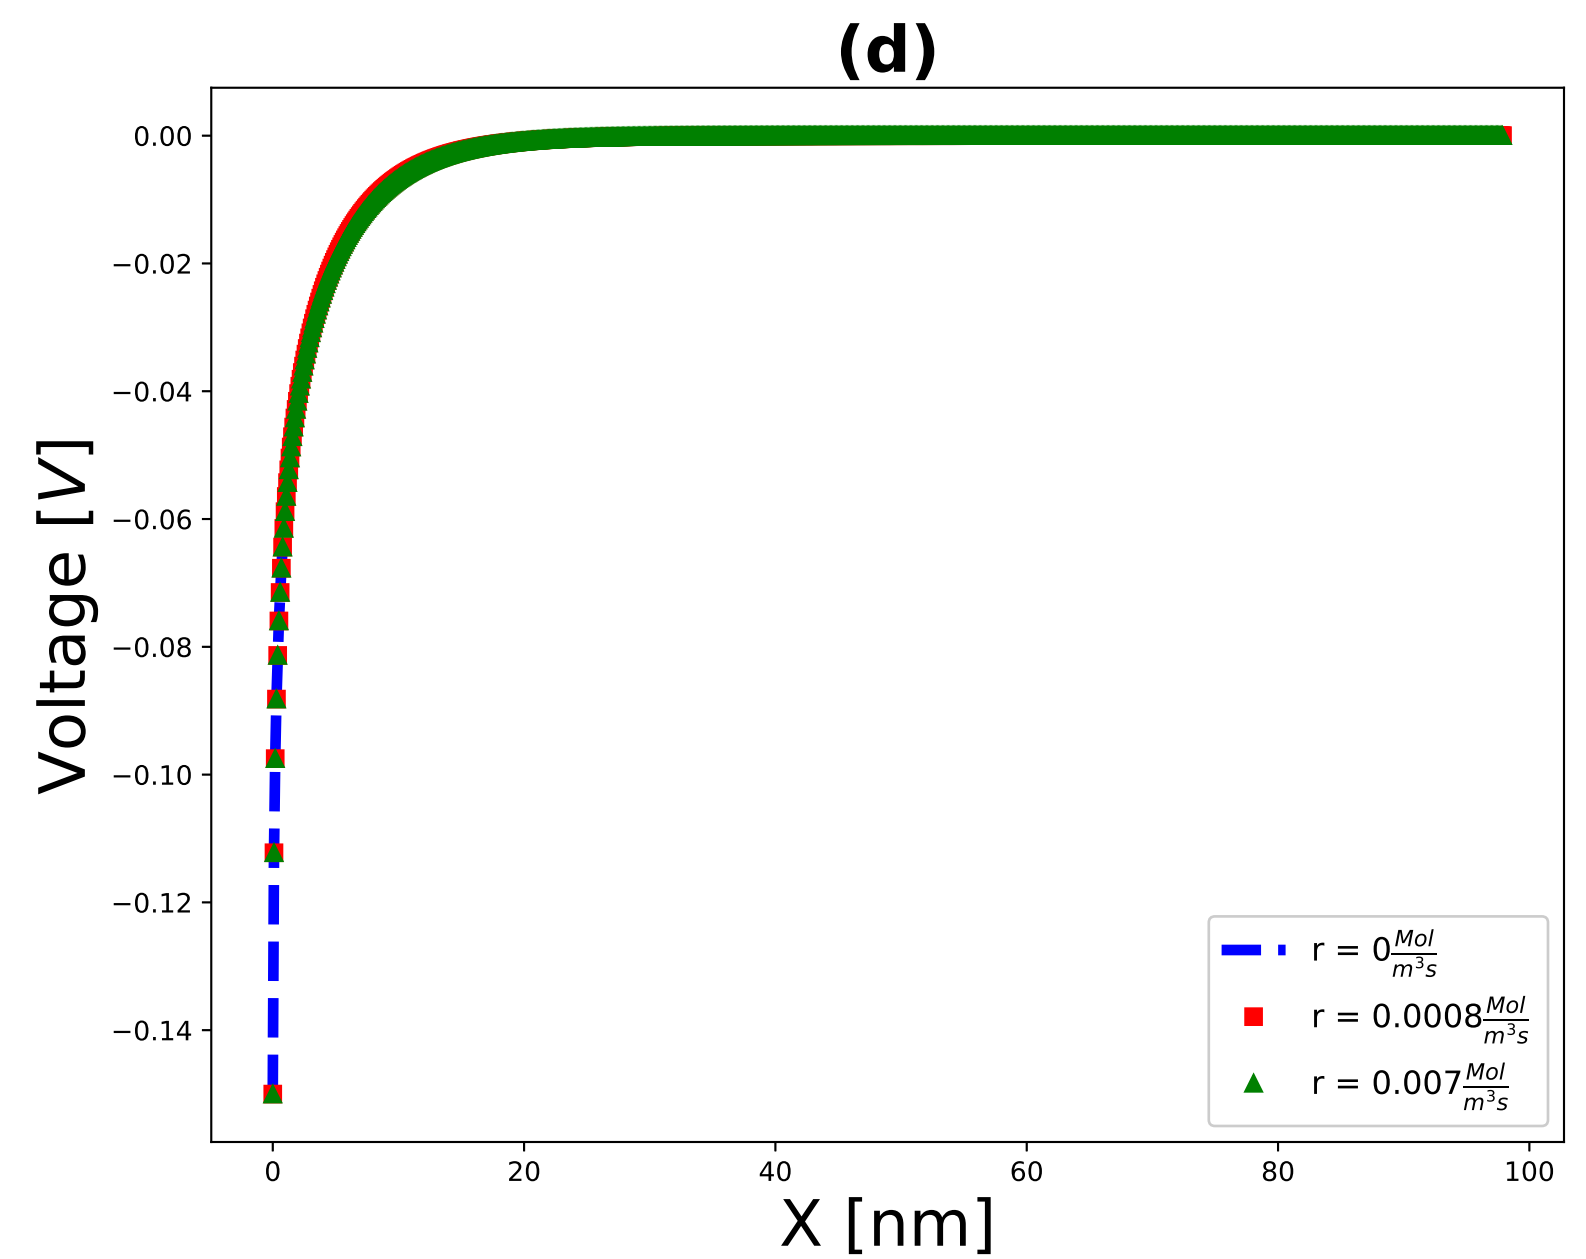 (d)
Voltage [V]
0.00
−0.02
−0.04
−0.06
−0.08
−0.10
−0.12
−0.14
r = 0 Mol/m³s
r = 0.0008 Mol/m³s
r = 0.007 Mol/m³s
0 20 40 60 80 100
X [nm]